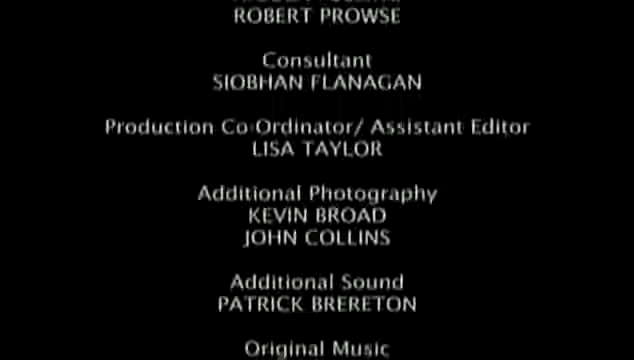 ROBERT PROWSE
Consultant
SIOBHAN FLANAGAN
Production Co-Ordinator/ Assistant Editor
LISA TAYLOR
Additional Photography
KEVIN BROAD
JOHN COLLINS
Additional Sound
PATRICK BRERETON
Original Music